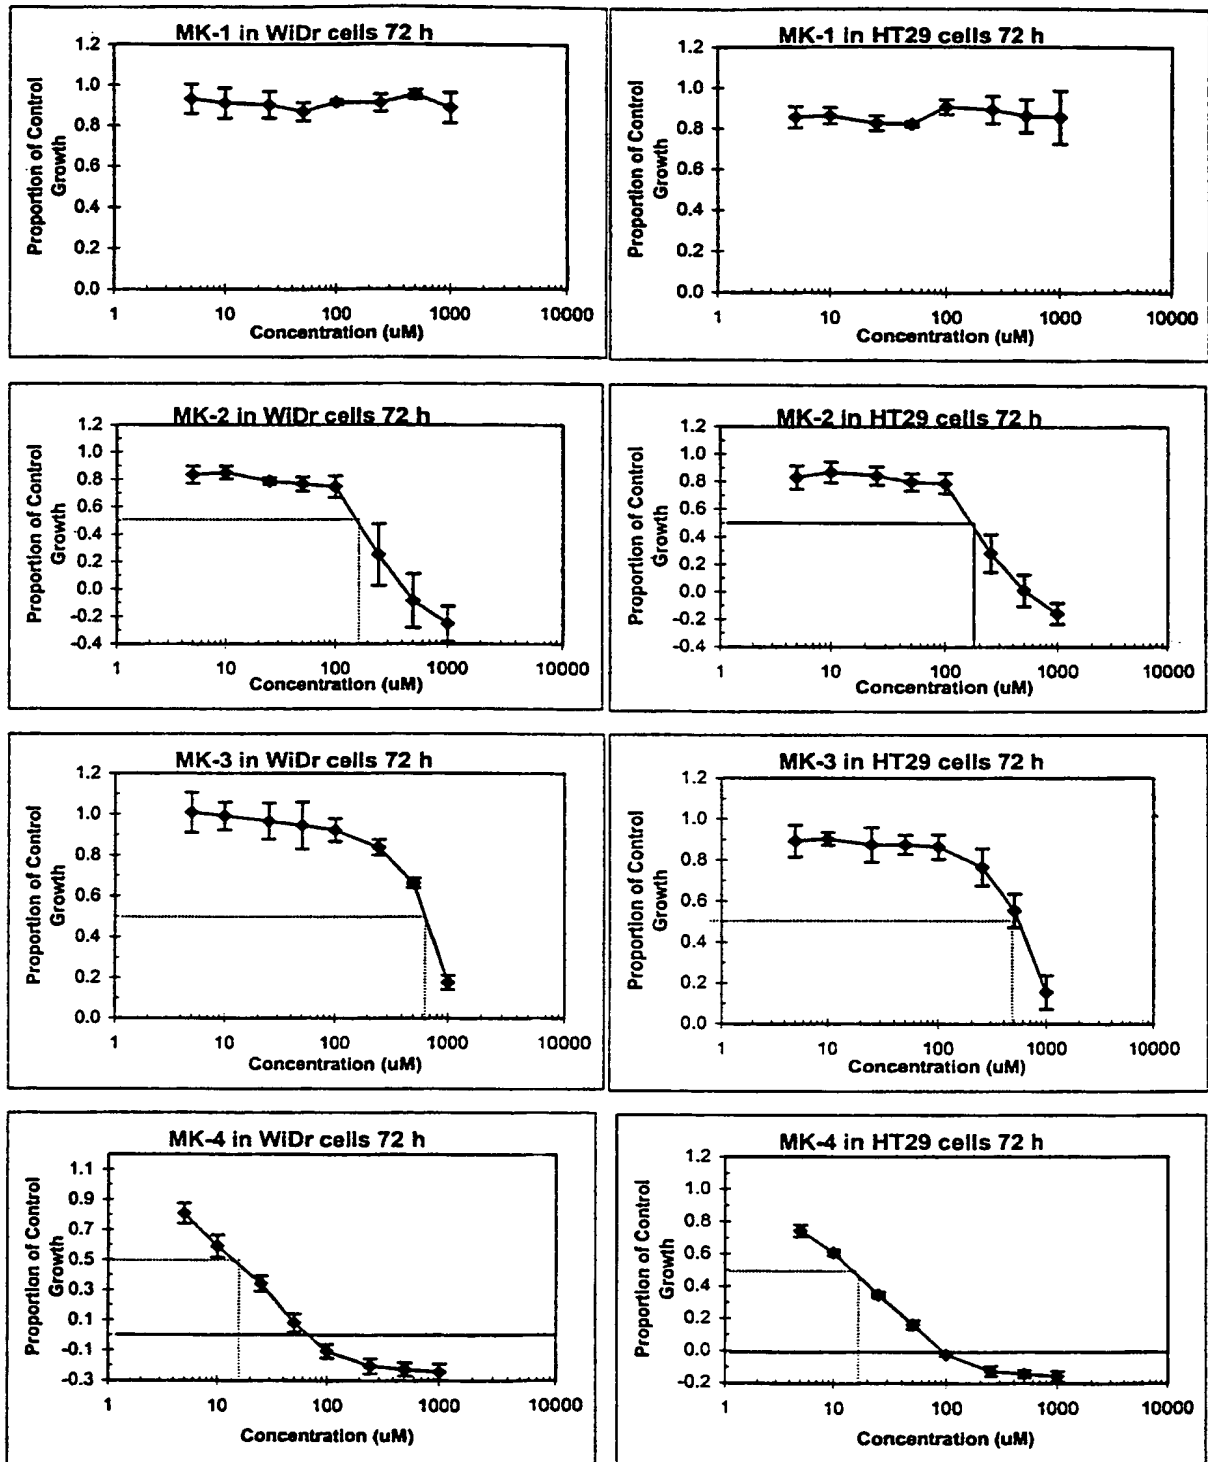 MK-1 in WiDr cells 72 h
Proportion of Control
Growth
1.2
1.0
0.8
0.6
0.4
0.2
0.0
1 10 100 1000 10000
Concentration (uM)
MK-1 in HT29 cells 72 h
Proportion of Control
Growth
1.2
1.0
0.8
0.6
0.4
0.2
0.0
1 10 100 1000 10000
Concentration (uM)
MK-2 in WiDr cells 72 h
Proportion of Control
Growth
1.2
1.0
0.8
0.6
0.4
0.2
0.0
-0.2
-0.4
1 10 100 1000 10000
Concentration (uM)
MK-2 in HT29 cells 72 h
Proportion of Control
Growth
1.2
1.0
0.8
0.6
0.4
0.2
0.0
-0.2
-0.4
1 10 100 1000 10000
Concentration (uM)
MK-3 in WiDr cells 72 h
Proportion of Control
Growth
1.2
1.0
0.8
0.6
0.4
0.2
0.0
1 10 100 1000 10000
Concentration (uM)
MK-3 in HT29 cells 72 h
Proportion of Control
Growth
1.2
1.0
0.8
0.6
0.4
0.2
0.0
1 10 100 1000 10000
Concentration (uM)
MK-4 in WiDr cells 72 h
Proportion of Control
Growth
1.1
0.9
0.7
0.5
0.3
0.1
-0.1
-0.3
1 10 100 1000 10000
Concentration (uM)
MK-4 in HT29 cells 72 h
Proportion of Control
Growth
1.2
1.0
0.8
0.6
0.4
0.2
0.0
-0.2
1 10 100 1000 10000
Concentration (uM)